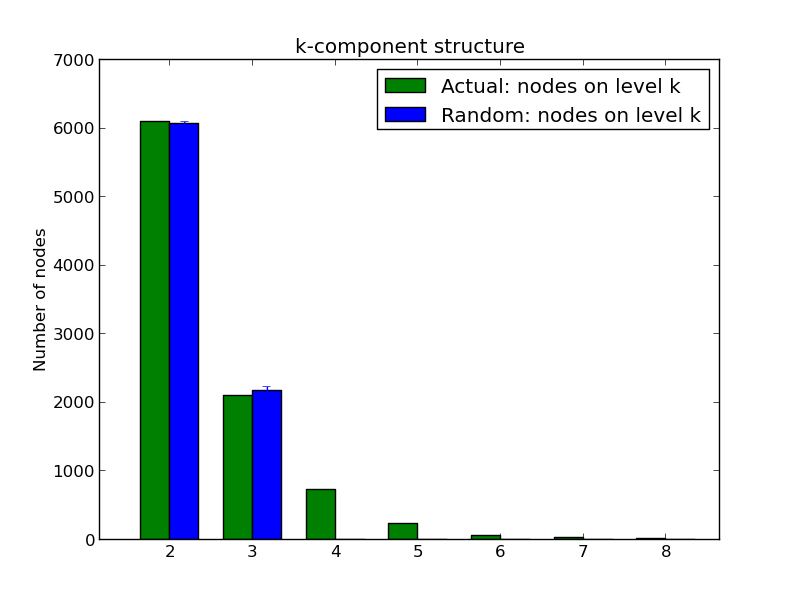 k-component structure
Actual: nodes on level k
Random: nodes on level k
Number of nodes
7000
6000
5000
4000
3000
2000
1000
0
2 3 4 5 6 7 8